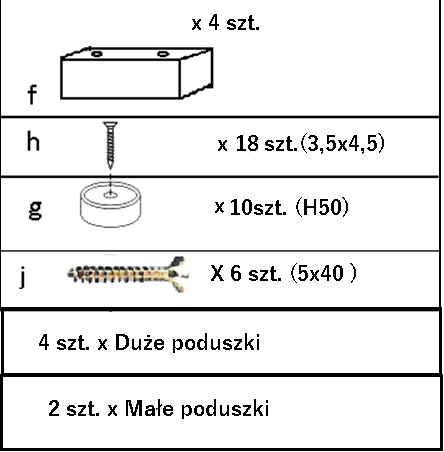 x 4 szt.
f
h x 18 szt.(3,5x4,5)
g x 10szt. (H50)
j X 6 szt. (5x40 )
4 szt. x Duże poduszki
2 szt. x Małe poduszki